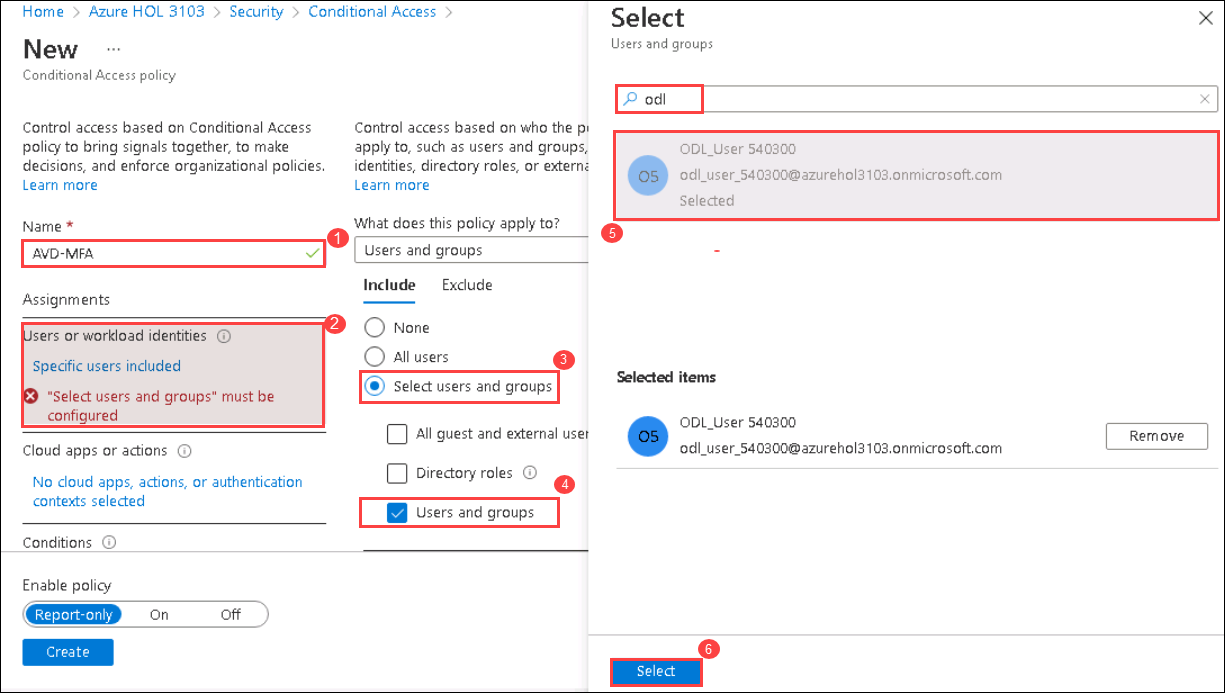 Home > Azure HOL 3103 > Security > Conditional Access >
New ...
Conditional Access policy
Control access based on Conditional Access
policy to bring signals together, to make
decisions, and enforce organizational policies.
Learn more
Name *
1
AVD-MFA
Assignments
2
Users or workload identities
Specific users included
"Select users and groups" must be
configured
Cloud apps or actions
No cloud apps, actions, or authentication
contexts selected
Conditions
Enable policy
Report-only On Off
Create
Control access based on who the p
apply to, such as users and groups,
identities, directory roles, or externa
Learn more
What does this policy apply to?
Users and groups
Include Exclude
None
All users
3
Select users and groups
All guest and external user
Directory roles
4
Users and groups
Select
Users and groups
odl
ODL_User 540300
O5
odl_user_540300@azurehol3103.onmicrosoft.com
Selected
5
Selected items
ODL_User 540300
O5
odl_user_540300@azurehol3103.onmicrosoft.com
Remove
6
Select